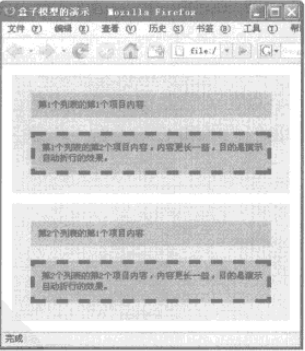 盒子模型的演示 - Mozilla Firefox
文件(F) 编辑(E) 查看(V) 历史(S) 书签(B) 工具(T) 帮
file:/
G
第1个列表的第1个项目内容
第1个列表的第2个项目内容，内容更长一些，目的是演示
自动折行的效果。
第2个列表的第1个项目内容
第2个列表的第2个项目内容，内容更长一些，目的是演示
自动折行的效果。
完成